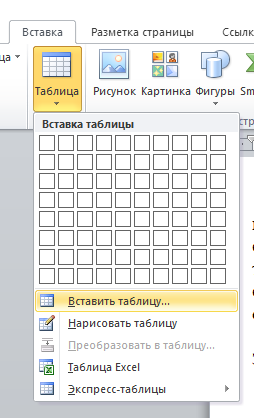 Вставка Разметка страницы Ссылк
ца Таблица Рисунок Картинка Фигуры Sm
Вставка таблицы
Вставить таблицу...
Нарисовать таблицу
Преобразовать в таблицу...
Таблица Excel
Экспресс-таблицы